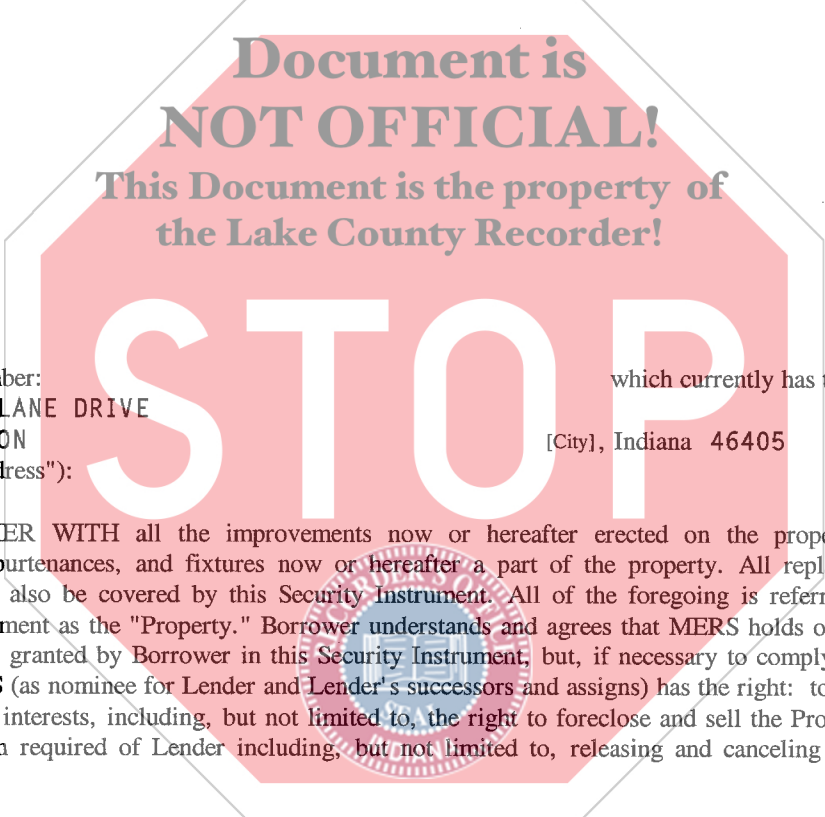 Document is
NOT OFFICIAL!
This Document is the property of
the Lake County Recorder!
STOP
ber: which currently has t
LANE DRIVE
ON [City], Indiana 46405
dress"):
ER WITH all the improvements now or hereafter erected on the prope
purtenances, and fixtures now or hereafter a part of the property. All repl
also be covered by this Security Instrument. All of the foregoing is referr
ment as the "Property." Borrower understands and agrees that MERS holds o
granted by Borrower in this Security Instrument, but, if necessary to comply
S (as nominee for Lender and Lender's successors and assigns) has the right: to
interests, including, but not limited to, the right to foreclose and sell the Pro
required of Lender including, but not limited to, releasing and canceling
RECORDER'S OFFICE
SEAL
INDIANA